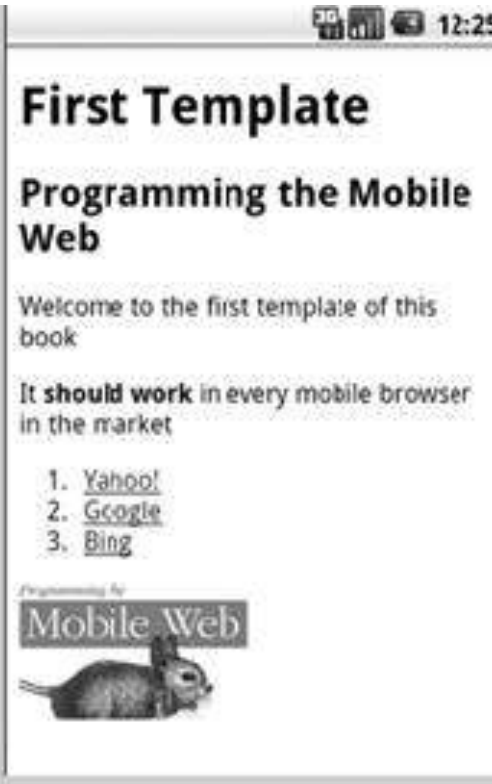 12:25
First Template
Programming the Mobile
Web
Welcome to the first template of this
book
It should work in every mobile browser
in the market
1. Yahoo!
2. Google
3. Bing
Programming the
Mobile Web